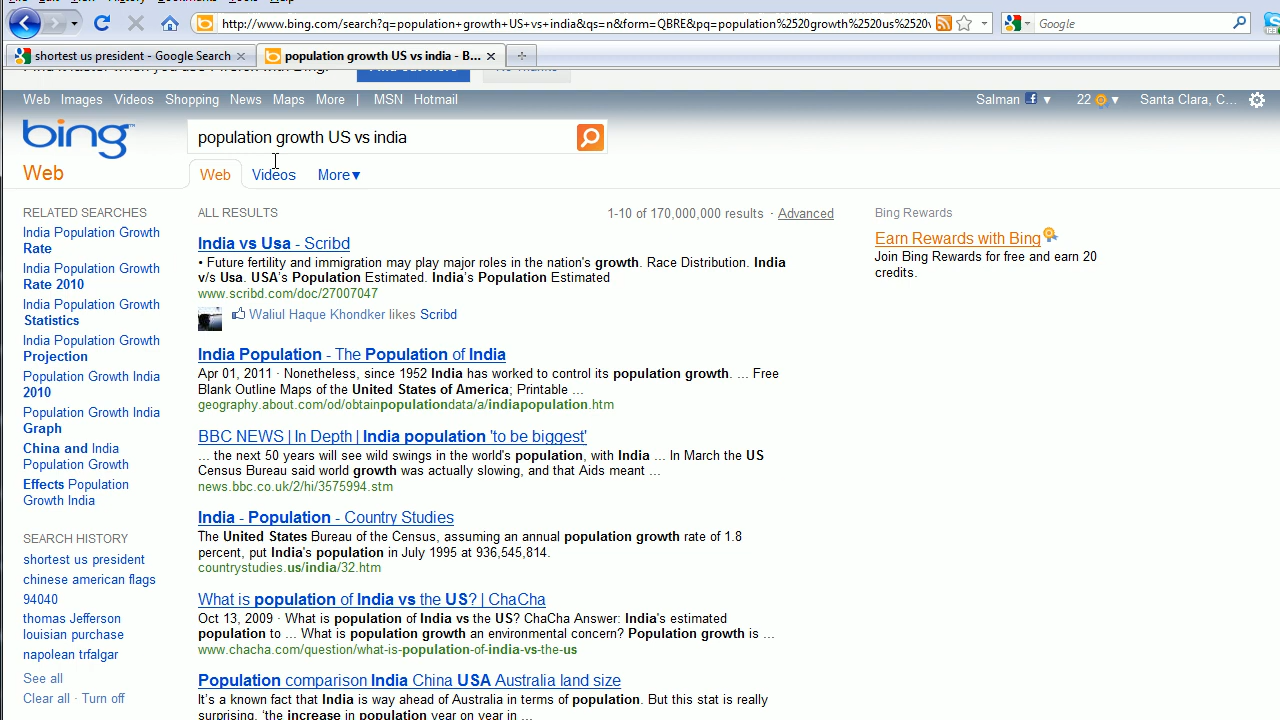 http://www.bing.com/search?q=population+growth+US+vs+india&qs=n&form=QBRE&pq=population%2520growth%2520us%2520v
Google
shortest us president - Google Search
population growth US vs india - B...
Web Images Videos Shopping News Maps More | MSN Hotmail
Salman 22 Santa Clara, C...
bing
population growth US vs india
Web
Web Videos More▼
RELATED SEARCHES
India Population Growth
Rate
India Population Growth
Rate 2010
India Population Growth
Statistics
India Population Growth
Projection
Population Growth India
2010
Population Growth India
Graph
China and India
Population Growth
Effects Population
Growth India
SEARCH HISTORY
shortest us president
chinese american flags
94040
thomas Jefferson
louisian purchase
napolean trfalgar
See all
Clear all · Turn off
ALL RESULTS
1-10 of 170,000,000 results · Advanced
India vs Usa - Scribd
• Future fertility and immigration may play major roles in the nation's growth. Race Distribution. India
v/s Usa. USA's Population Estimated. India's Population Estimated
www.scribd.com/doc/27007047
Waliul Haque Khondker likes Scribd
India Population - The Population of India
Apr 01, 2011 · Nonetheless, since 1952 India has worked to control its population growth. ... Free
Blank Outline Maps of the United States of America; Printable ...
geography.about.com/od/obtainpopulationdata/a/indiapopulation.htm
BBC NEWS | In Depth | India population 'to be biggest'
... the next 50 years will see wild swings in the world's population, with India ... In March the US
Census Bureau said world growth was actually slowing, and that Aids meant ...
news.bbc.co.uk/2/hi/3575994.stm
India - Population - Country Studies
The United States Bureau of the Census, assuming an annual population growth rate of 1.8
percent, put India's population in July 1995 at 936,545,814.
countrystudies.us/india/32.htm
What is population of India vs the US? | ChaCha
Oct 13, 2009 · What is population of India vs the US? ChaCha Answer: India's estimated
population to ... What is population growth an environmental concern? Population growth is ...
www.chacha.com/question/what-is-population-of-india-vs-the-us
Population comparison India China USA Australia land size
It's a known fact that India is way ahead of Australia in terms of population. But this stat is really
surprising, 'the increase in population year on year in ...
Bing Rewards
Earn Rewards with Bing
Join Bing Rewards for free and earn 20
credits.